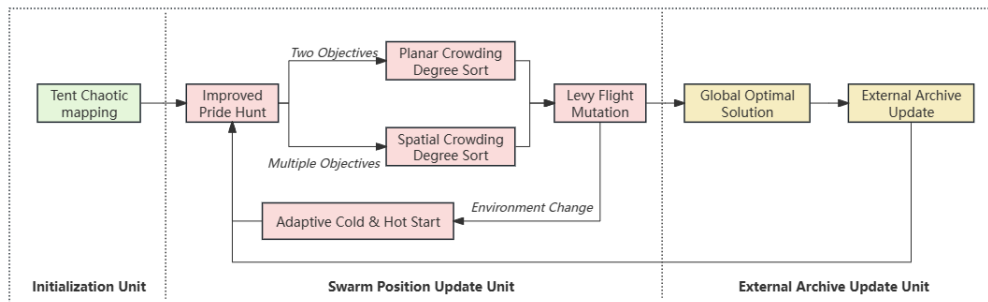 Tent Chaotic
mapping
Improved
Pride Hunt
Two Objectives
Multiple Objectives
Planar Crowding
Degree Sort
Spatial Crowding
Degree Sort
Levy Flight
Mutation
Environment Change
Adaptive Cold & Hot Start
Global Optimal
Solution
External Archive
Update
Initialization Unit
Swarm Position Update Unit
External Archive Update Unit